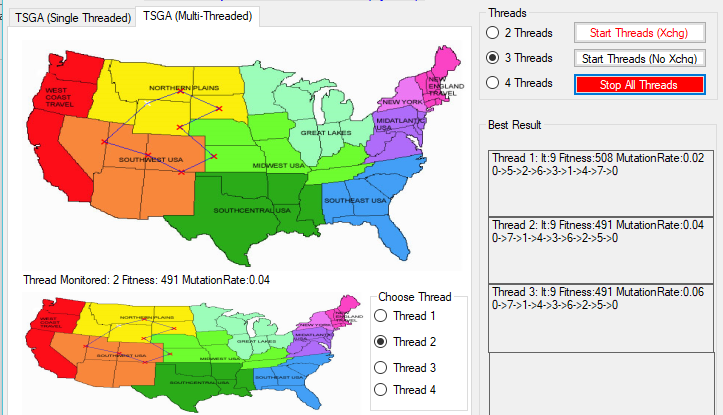 TSGA (Single Threaded)
TSGA (Multi-Threaded)
WEST
COAST
TRAVEL
NORTHERN PLAINS
NEW
ENGLAND
TRAVEL
NEW YORK
MIDATLANTIC
USA
GREAT LAKES
SOUTHWEST USA
MIDWEST USA
SOUTHEAST USA
SOUTHCENTRAL USA
Thread Monitored: 2 Fitness: 491 MutationRate:0.04
WEST
COAST
TRAVEL
NORTHERN PLAINS
NEW
ENGLAND
TRAVEL
NEW YORK
MIDATLANTIC
USA
GREAT LAKES
SOUTHWEST USA
MIDWEST USA
SOUTHEAST USA
SOUTHCENTRAL USA
Choose Thread
Thread 1
Thread 2
Thread 3
Thread 4
Threads
2 Threads
Start Threads (Xchg)
3 Threads
Start Threads (No Xchg)
4 Threads
Stop All Threads
Best Result
Thread 1: It:9 Fitness:508 MutationRate:0.02
0->5->2->6->3->1->4->7->0
Thread 2: It:9 Fitness:491 MutationRate:0.04
0->7->1->4->3->6->2->5->0
Thread 3: It:9 Fitness:491 MutationRate:0.06
0->7->1->4->3->6->2->5->0